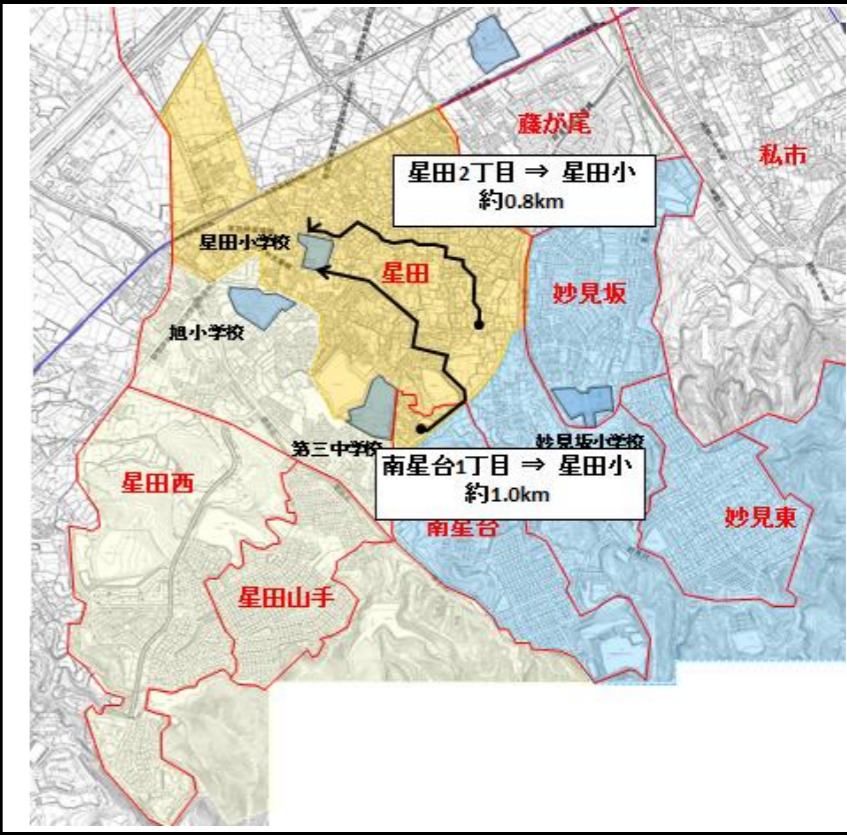 藤が尾
私市
星田2丁目 ⇒ 星田小
約0.8km
星田小学校
星田
妙見坂
旭小学校
第三中学校
妙見坂小学校
南星台1丁目 ⇒ 星田小
約1.0km
星田西
南星台
妙見東
星田山手